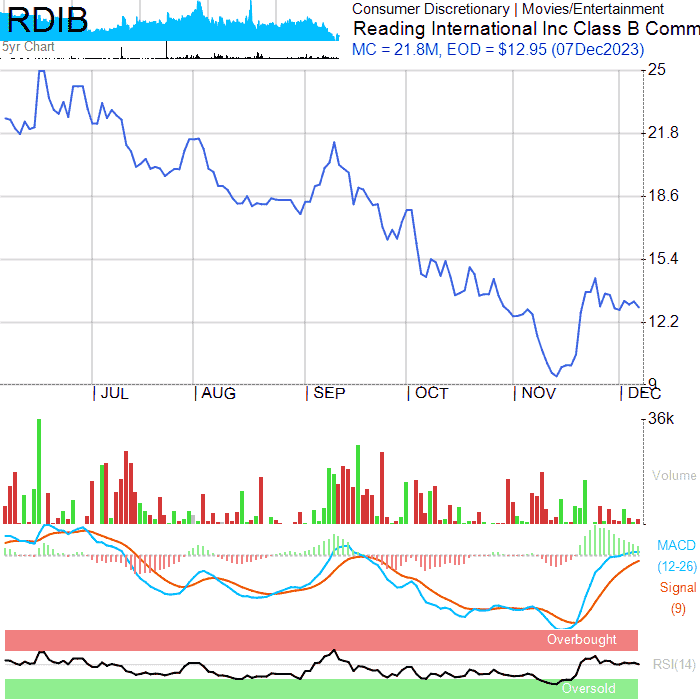 RDIB
5yr Chart
Consumer Discretionary | Movies/Entertainment
Reading International Inc Class B Comm
MC = 21.8M, EOD = $12.95 (07Dec2023)
25
21.8
18.6
15.4
12.2
9
JUL AUG SEP OCT NOV DEC
36k
Volume
MACD
(12-26)
Signal
(9)
Overbought
RSI(14)
Oversold